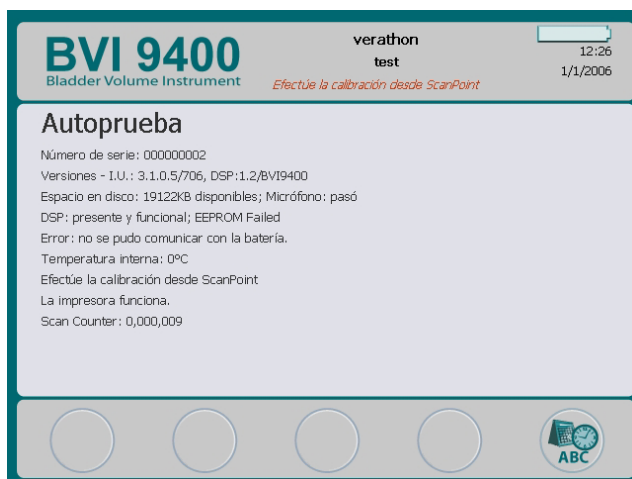 BVI 9400
Bladder Volume Instrument
verathon
test
Efectúe la calibración desde ScanPoint
12:26
1/1/2006
Autoprueba
Número de serie: 000000002
Versiones - I.U.: 3.1.0.5/706, DSP:1.2/BVI9400
Espacio en disco: 19122KB disponibles; Micrófono: pasó
DSP: presente y funcional; EEPROM Failed
Error: no se pudo comunicar con la batería.
Temperatura interna: 0ºC
Efectúe la calibración desde ScanPoint
La impresora funciona.
Scan Counter: 0,000,009
ABC